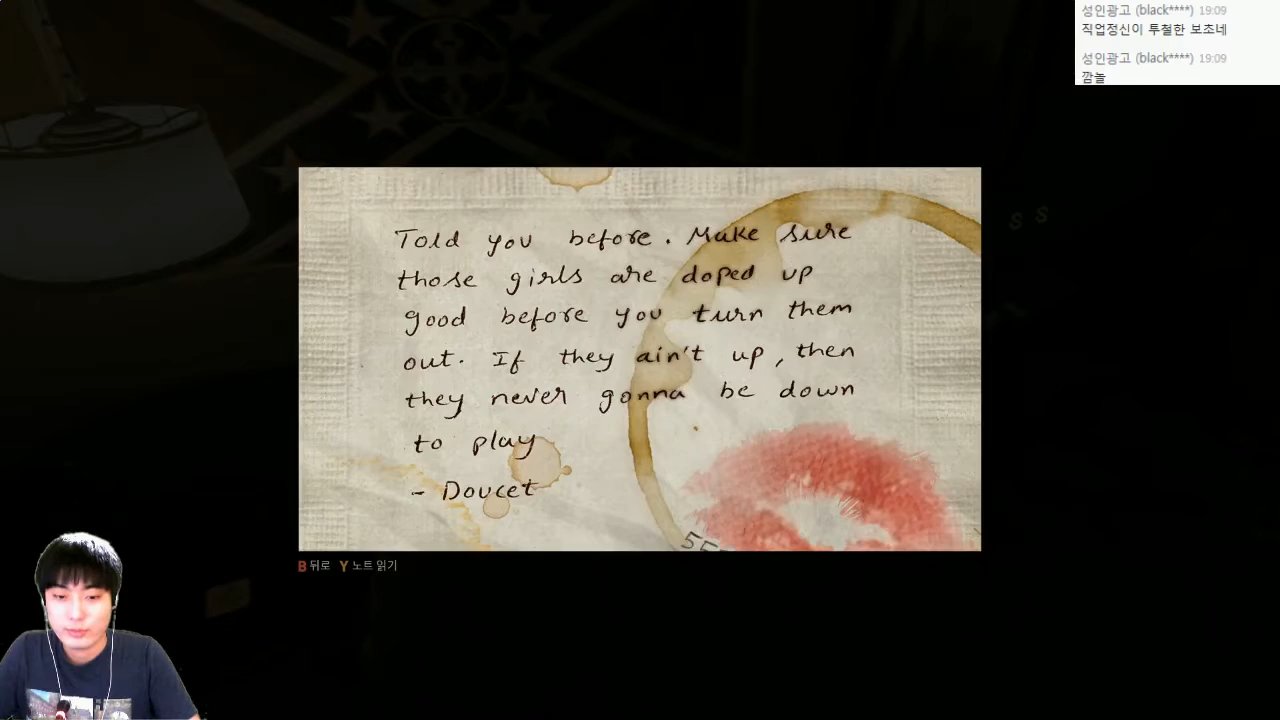 성인광고 (black****) 19:09
직업정신이 투철한 보초네
성인광고 (black****) 19:09
깜놀
Told you before. Make sure
those girls are doped up
good before you turn them
out. If they ain't up, then
they never gonna be down
to play
- Doucet
B 뒤로 Y 노트 읽기